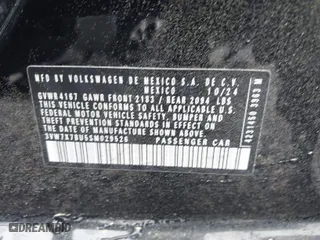 MFD. BY VOLKSWAGEN DE MEXICO S.A. DE C.V.
MEXICO 10/24
GVWR4167 GAWR FRONT 2183 / REAR 2094 LBS
THIS VEHICLE CONFORMS TO ALL APPLICABLE U.S.
FEDERAL MOTOR VEHICLE SAFETY, BUMPER AND
THEFT PREVENTION STANDARDS IN EFFECT ON
THE DATE OF MANUFACTURE SHOWN ABOVE.
3VW7X7BU5SM029526 PASSENGER CAR